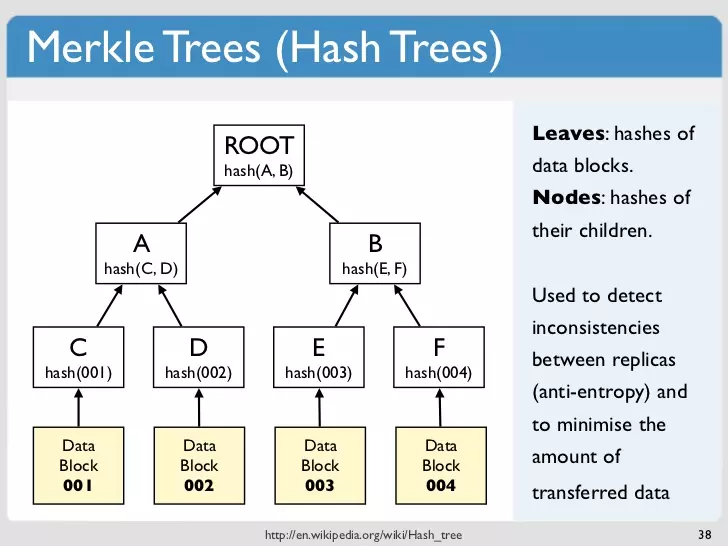 Merkle Trees (Hash Trees)
ROOT
hash(A, B)
A
hash(C, D)
B
hash(E, F)
C
hash(001)
D
hash(002)
E
hash(003)
F
hash(004)
Data
Block
001
Data
Block
002
Data
Block
003
Data
Block
004
Leaves: hashes of
data blocks.
Nodes: hashes of
their children.
Used to detect
inconsistencies
between replicas
(anti-entropy) and
to minimise the
amount of
transferred data
http://en.wikipedia.org/wiki/Hash_tree
38